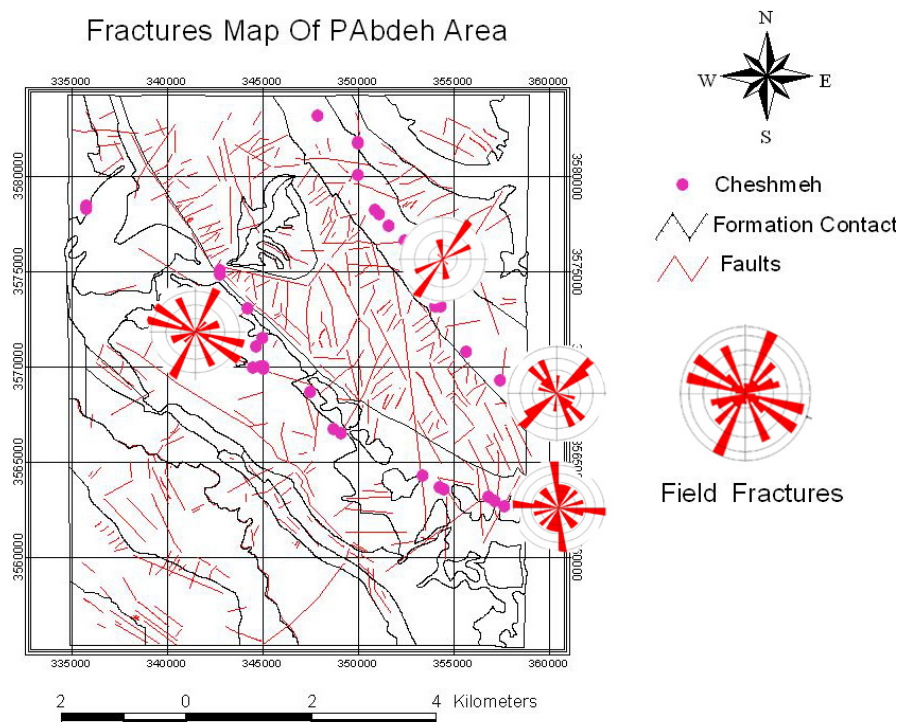 Fractures Map Of PAbdeh Area
N
W E
S
335000 340000 345000 350000 355000 360000
3580000 3580000
3575000
3570000
3565000
3560000
Cheshmeh
Formation Contact
Faults
Field Fractures
335000 340000 345000 350000 355000 360000
2 0 2 4 Kilometers